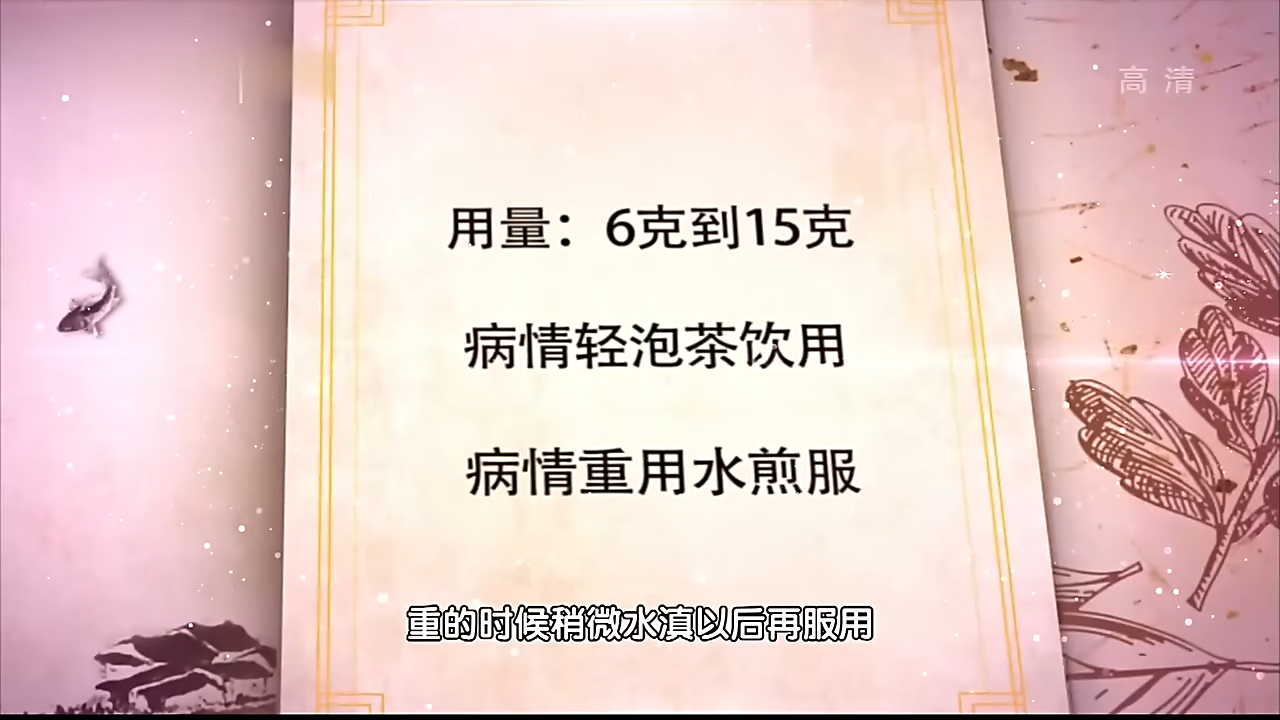 高清
用量：6克到15克
病情轻泡茶饮用
病情重用水煎服
重的时候稍微水滇以后再服用